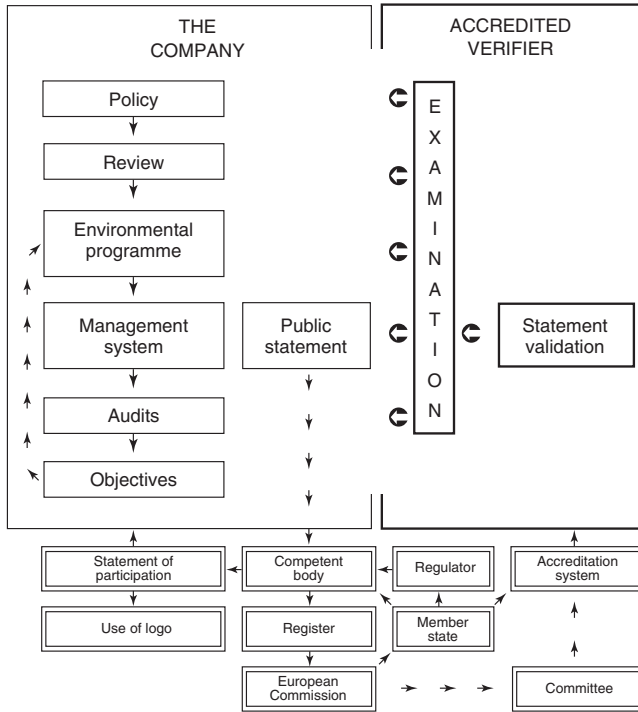 THE
COMPANY
ACCREDITED
VERIFIER
Policy
Review
Environmental
programme
Management
system
Audits
Objectives
Public
statement
E
X
A
M
I
N
A
T
I
O
N
Statement
validation
Statement of
participation
Competent
body
Regulator
Accreditation
system
Use of logo
Register
Member
state
European
Commission
Committee